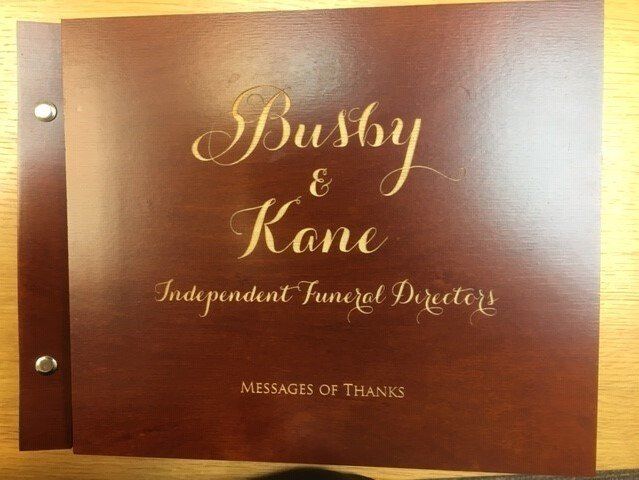 Busby
&
Kane
Independent Funeral Directors
Messages of Thanks